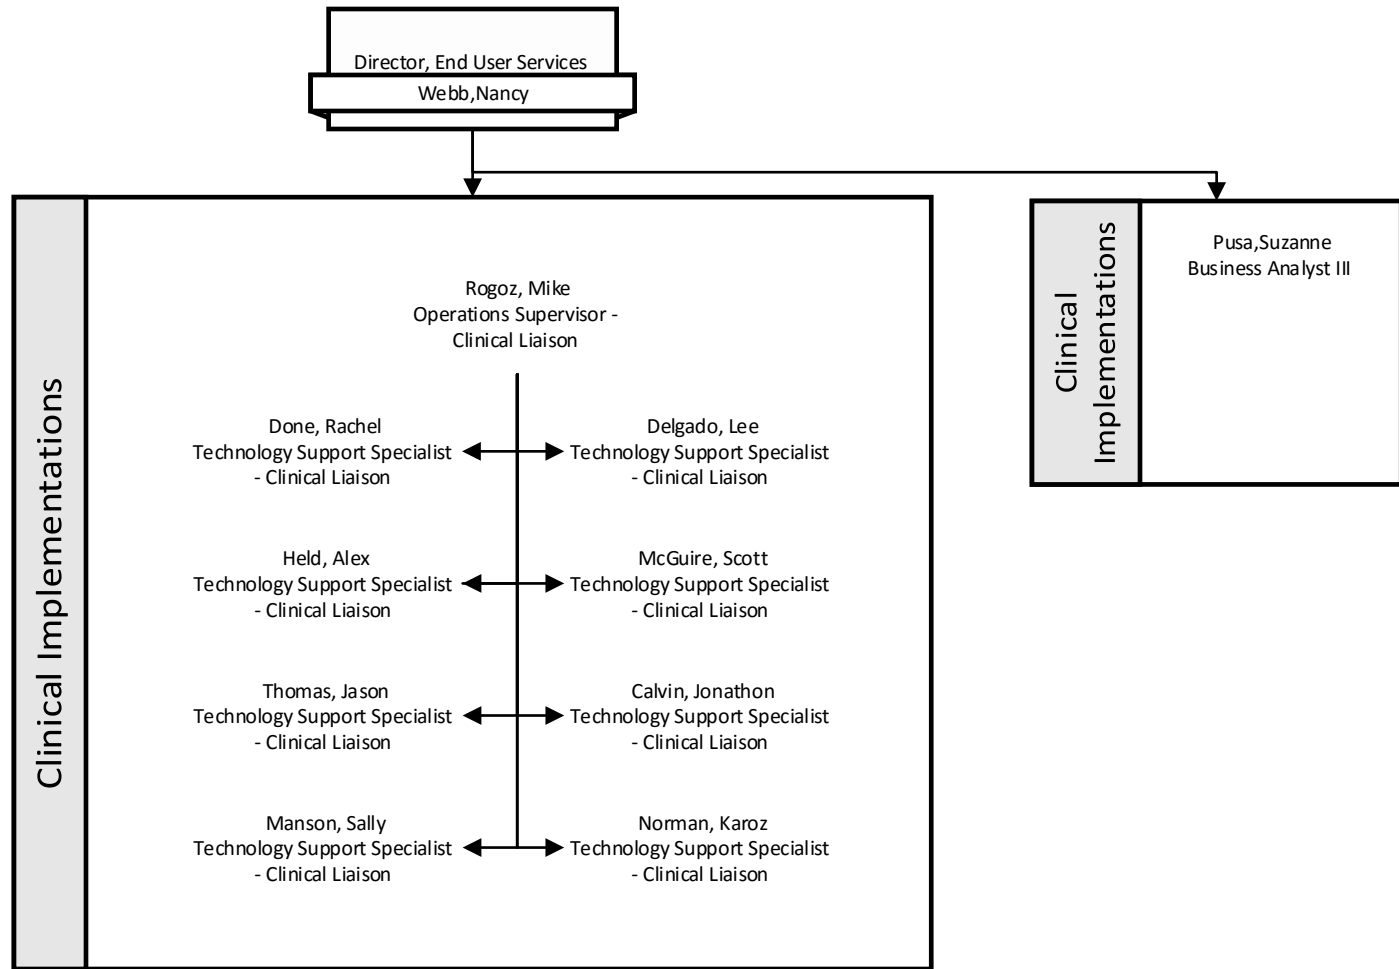 Director, End User Services
Webb,Nancy
Clinical Implementations
Rogoz, Mike
Operations Supervisor -
Clinical Liaison
Done, Rachel
Technology Support Specialist
- Clinical Liaison
Delgado, Lee
Technology Support Specialist
- Clinical Liaison
Held, Alex
Technology Support Specialist
- Clinical Liaison
McGuire, Scott
Technology Support Specialist
- Clinical Liaison
Thomas, Jason
Technology Support Specialist
- Clinical Liaison
Calvin, Jonathon
Technology Support Specialist
- Clinical Liaison
Manson, Sally
Technology Support Specialist
- Clinical Liaison
Norman, Karoz
Technology Support Specialist
- Clinical Liaison
Clinical
Implementations
Pusa,Suzanne
Business Analyst III